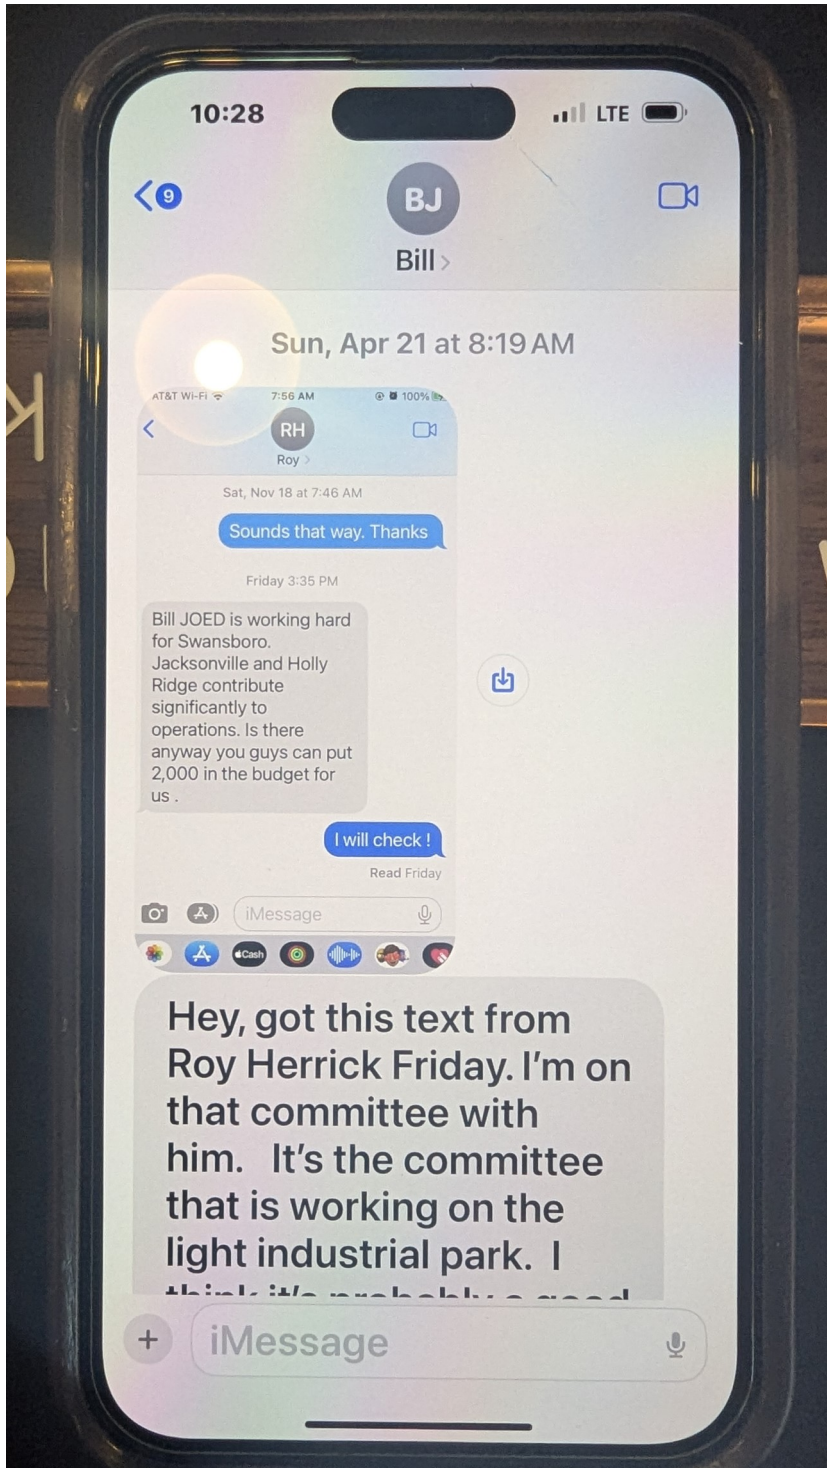 10:28
LTE
9
BJ
Bill
Sun, Apr 21 at 8:19 AM
AT&T Wi-Fi 7:56 AM 100%
RH
Roy
Sat, Nov 18 at 7:46 AM
Sounds that way. Thanks
Friday 3:35 PM
Bill JOED is working hard
for Swansboro.
Jacksonville and Holly
Ridge contribute
significantly to
operations. Is there
anyway you guys can put
2,000 in the budget for
us .
I will check !
Read Friday
iMessage
Cash
Hey, got this text from
Roy Herrick Friday. I'm on
that committee with
him.   It's the committee
that is working on the
light industrial park.  I
think it's probably a good
iMessage